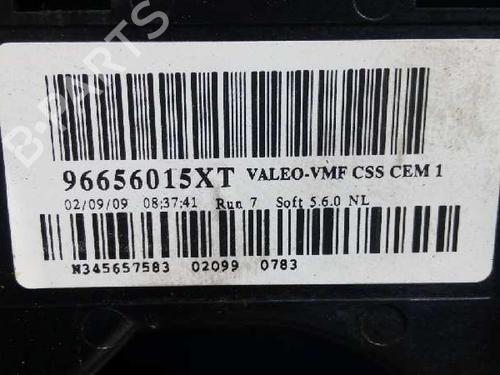 B-PARTS
96656015XT VALEO-VMF CSS CEM 1
02/09/09 08:37:41 Run 7 Soft 5.6.0 NL
N345657583 02099 0783